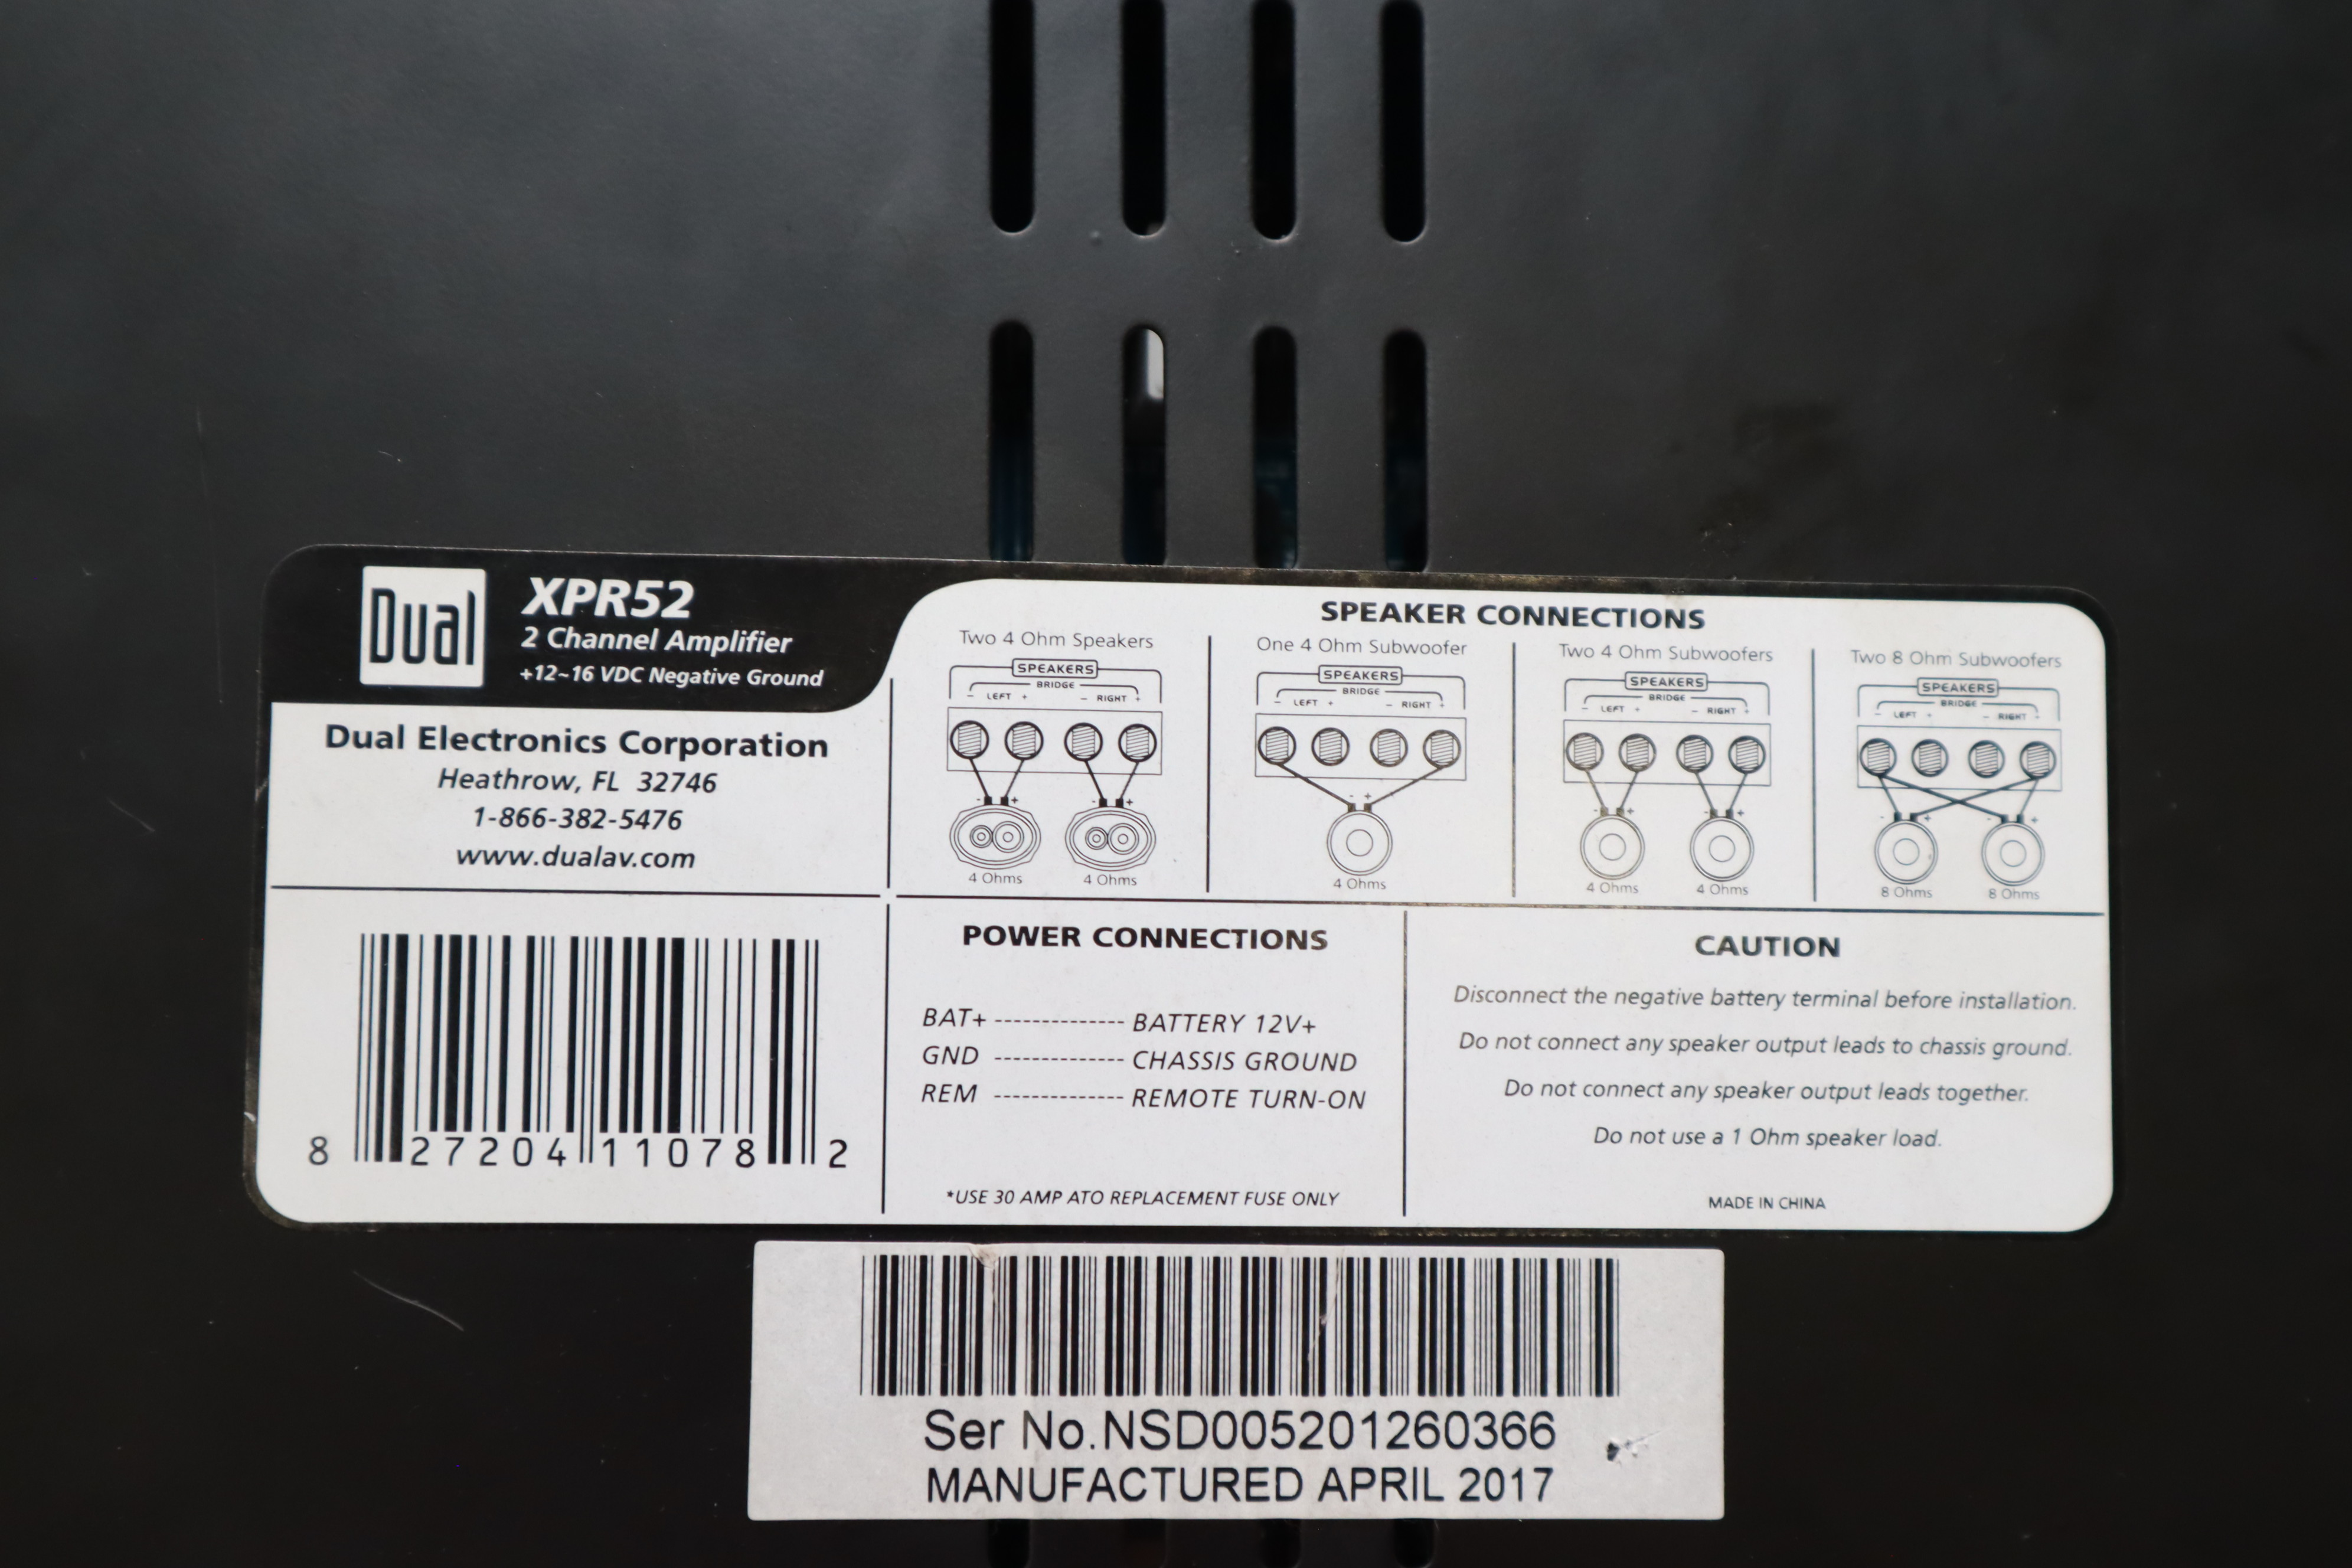 Dual
XPR52
2 Channel Amplifier
+12~16 VDC Negative Ground
Dual Electronics Corporation
Heathrow, FL 32746
1-866-382-5476
www.dualav.com
8 27204 11078 2
SPEAKER CONNECTIONS
Two 4 Ohm Speakers
SPEAKERS
BRIDGE
– LEFT + – RIGHT +
- + - +
4 Ohms 4 Ohms
One 4 Ohm Subwoofer
SPEAKERS
BRIDGE
– LEFT + – RIGHT +
- +
4 Ohms
Two 4 Ohm Subwoofers
SPEAKERS
BRIDGE
– LEFT + – RIGHT +
- + - +
4 Ohms 4 Ohms
Two 8 Ohm Subwoofers
SPEAKERS
BRIDGE
– LEFT + – RIGHT +
- + - +
8 Ohms 8 Ohms
POWER CONNECTIONS
BAT+ -------------- BATTERY 12V+
GND -------------- CHASSIS GROUND
REM -------------- REMOTE TURN-ON
*USE 30 AMP ATO REPLACEMENT FUSE ONLY
CAUTION
Disconnect the negative battery terminal before installation.
Do not connect any speaker output leads to chassis ground.
Do not connect any speaker output leads together.
Do not use a 1 Ohm speaker load.
MADE IN CHINA
Ser No.NSD005201260366
MANUFACTURED APRIL 2017